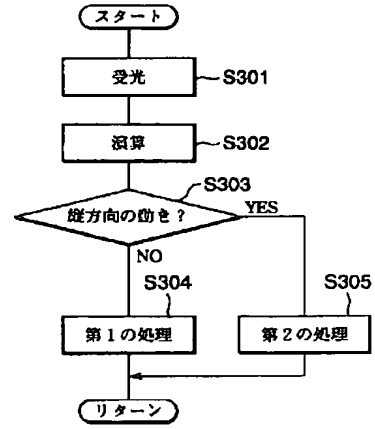 スタート
受光
S301
演算
S302
S303
縦方向の動き？
YES
NO
S304
S305
第1の処理
第2の処理
リターン